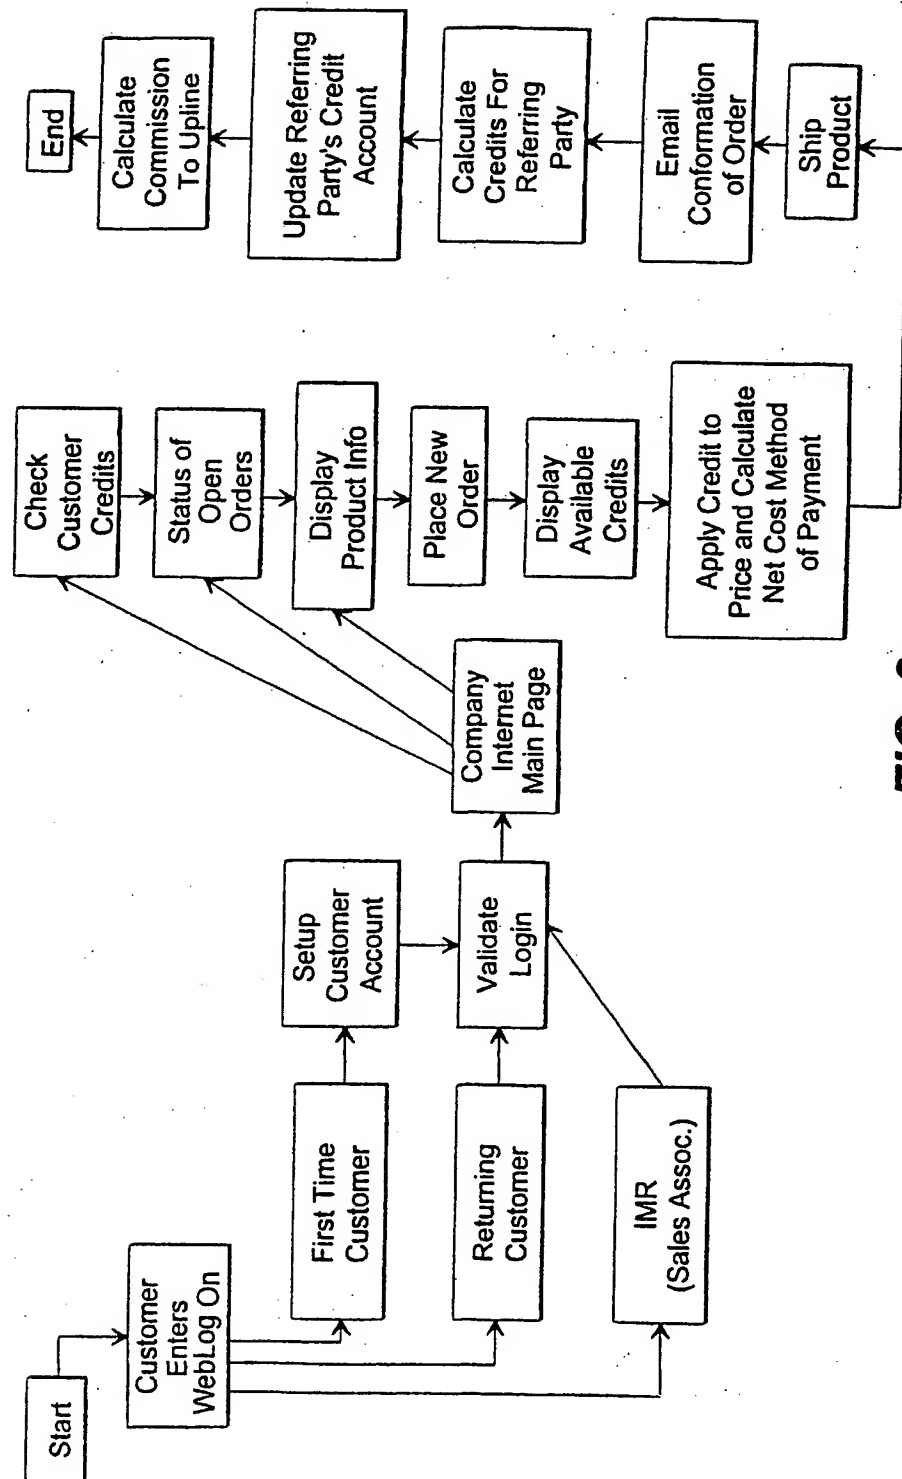 Start
Customer
Enters
WebLog On
First Time
Customer
Returning
Customer
IMR
(Sales Assoc.)
Setup
Customer
Account
Validate
Login
Company
Internet
Main Page
Check
Customer
Credits
Status of
Open
Orders
Display
Product Info
Place New
Order
Display
Available
Credits
Apply Credit to
Price and Calculate
Net Cost Method
of Payment
Ship
Product
Email
Conformation
of Order
Calculate
Credits For
Referring
Party
Update Referring
Party's Credit
Account
Calculate
Commission
To Upline
End